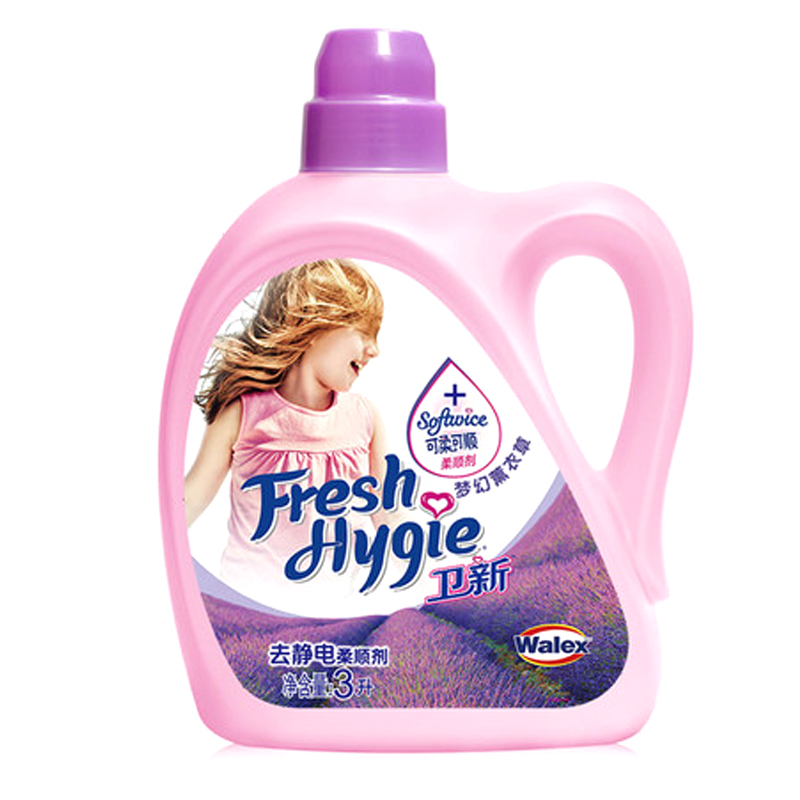 +
Softwice
可柔可顺
柔顺剂
梦幻薰衣草
Fresh
Hygie
卫新
Walex
去静电柔顺剂
净含量:3升